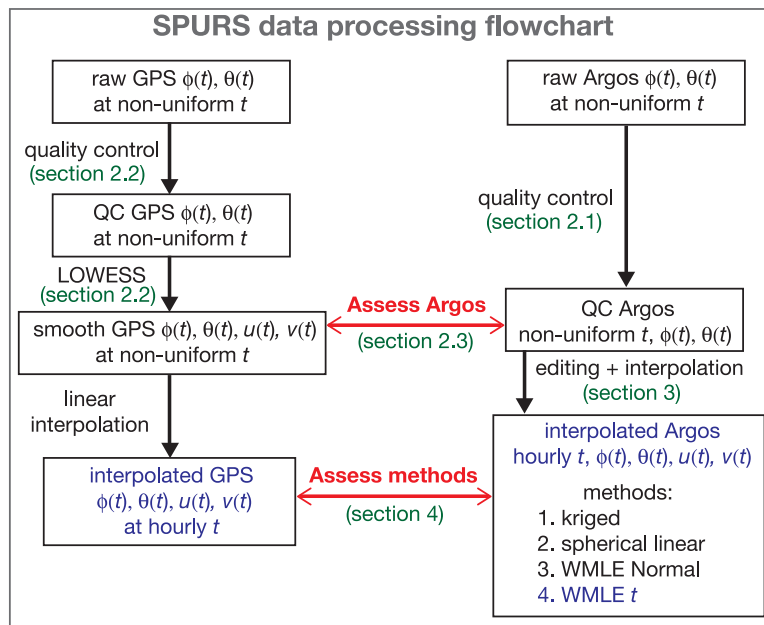 SPURS data processing flowchart
raw GPS ϕ(t), θ(t)
at non-uniform t
quality control
(section 2.2)
QC GPS ϕ(t), θ(t)
at non-uniform t
LOWESS
(section 2.2)
smooth GPS ϕ(t), θ(t), u(t), v(t)
at non-uniform t
linear
interpolation
interpolated GPS
ϕ(t), θ(t), u(t), v(t)
at hourly t
Assess Argos
(section 2.3)
Assess methods
(section 4)
raw Argos ϕ(t), θ(t)
at non-uniform t
quality control
(section 2.1)
QC Argos
non-uniform t, ϕ(t), θ(t)
editing + interpolation
(section 3)
interpolated Argos
hourly t, ϕ(t), θ(t), u(t), v(t)
methods:
1. kriged
2. spherical linear
3. WMLE Normal
4. WMLE t